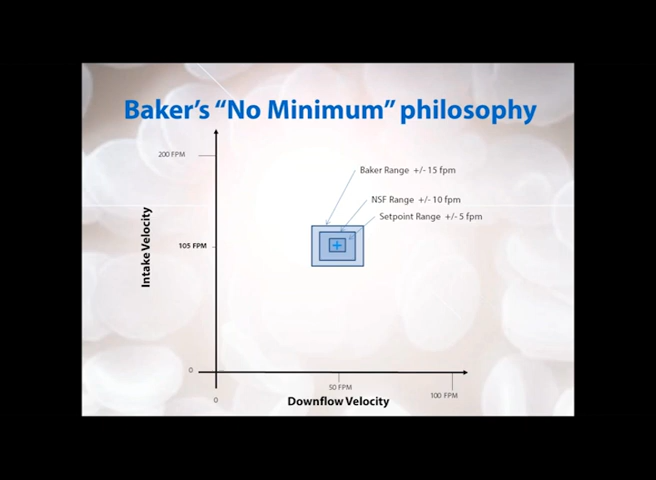 Baker's “No Minimum” philosophy
200 FPM
Baker Range +/- 15 fpm
NSF Range +/- 10 fpm
Setpoint Range +/- 5 fpm
Intake Velocity
105 FPM
0
50 FPM
100 FPM
0
Downflow Velocity